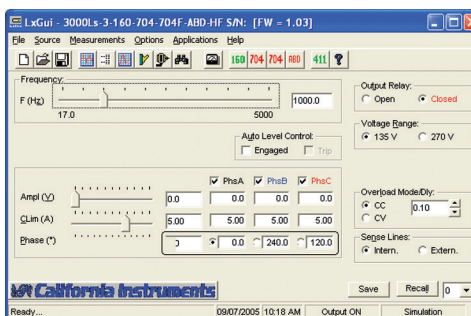 LxGui - 3000Ls-3-160-704-704F-ABD-HF S/N: [FW = 1.03]
File Source Measurements Options Applications Help
160 704 704 ABD 411 ?
Frequency:
F (Hz)
17.0 5000
1000.0
Output Relay:
Open Closed
Voltage Range:
135 V 270 V
Auto Level Control:
Engaged Trip
PhsA PhsB PhsC
Ampl (V) 0.0 0.0 0.0 0.0
CLim (A) 5.00 5.00 5.00 5.00
Phase (°) 0.0 240.0 120.0
Overload Mode/Dly:
CC
CV
0.10
Sense Lines:
Intern. Extern.
California Instruments
Save Recall 0
Ready... 09/07/2005 10:18 AM Output ON Simulation